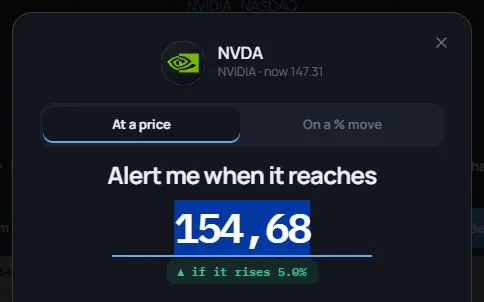 NVIDIA NASDAQ
NVDA
NVIDIA · now 147.31
At a price
On a % move
Alert me when it reaches
154,68
▲ if it rises 5.0%